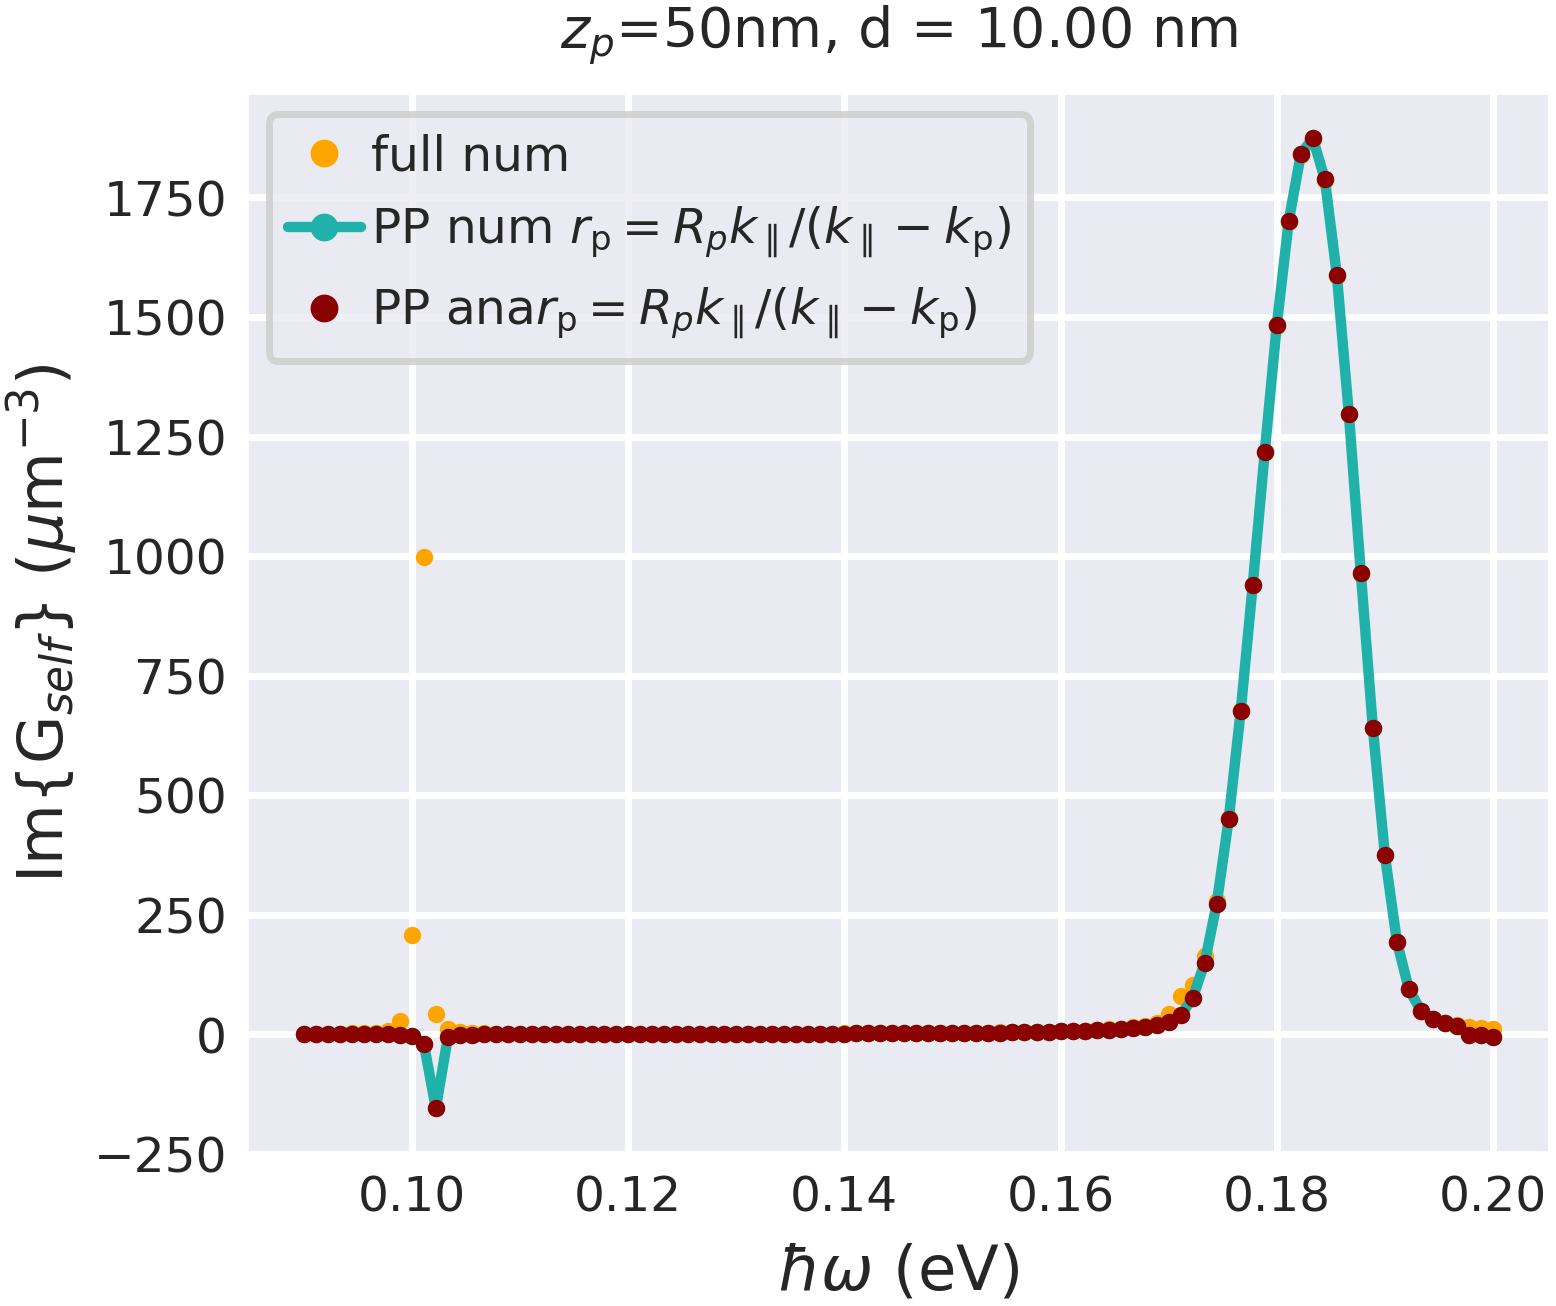 z_p=50nm, d = 10.00 nm
full num
PP num r_p = R_p k_∥/(k_∥ − k_p)
PP anar_p = R_p k_∥/(k_∥ − k_p)
Im{G_self} (μm⁻³)
1750
1500
1250
1000
750
500
250
0
−250
0.10 0.12 0.14 0.16 0.18 0.20
ħω (eV)